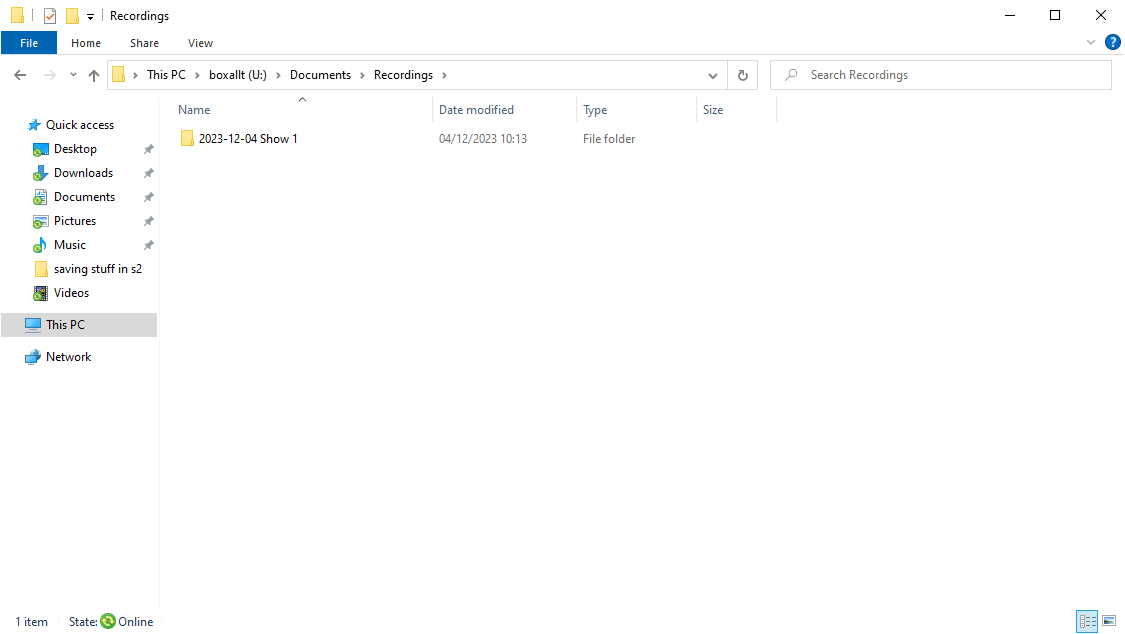 Recordings
File Home Share View
This PC boxallt (U:) Documents Recordings
Search Recordings
Name Date modified Type Size
2023-12-04 Show 1 04/12/2023 10:13 File folder
Quick access
Desktop
Downloads
Documents
Pictures
Music
saving stuff in s2
Videos
This PC
Network
1 item State: Online